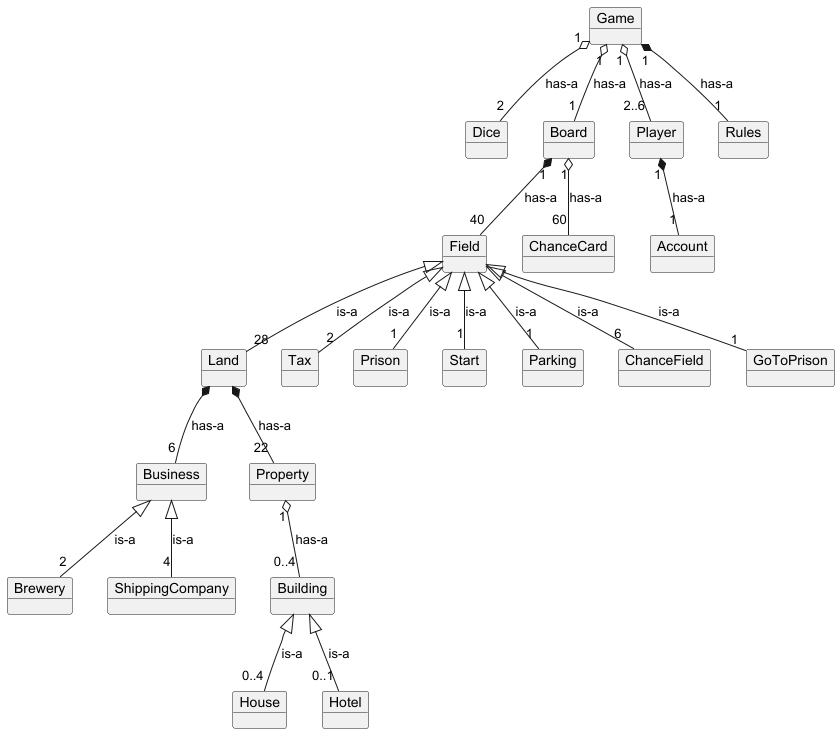 Game
1 1 1 1
has-a has-a has-a has-a
2 1 2..6 1
Dice Board Player Rules
1 1 1
has-a has-a has-a
40 60 1
Field ChanceCard Account
is-a is-a is-a is-a is-a is-a is-a
28 2 1 1 1 6 1
Land Tax Prison Start Parking ChanceField GoToPrison
has-a has-a
6 22
Business Property
1
is-a is-a has-a
2 4 0..4
Brewery ShippingCompany Building
is-a is-a
0..4 0..1
House Hotel